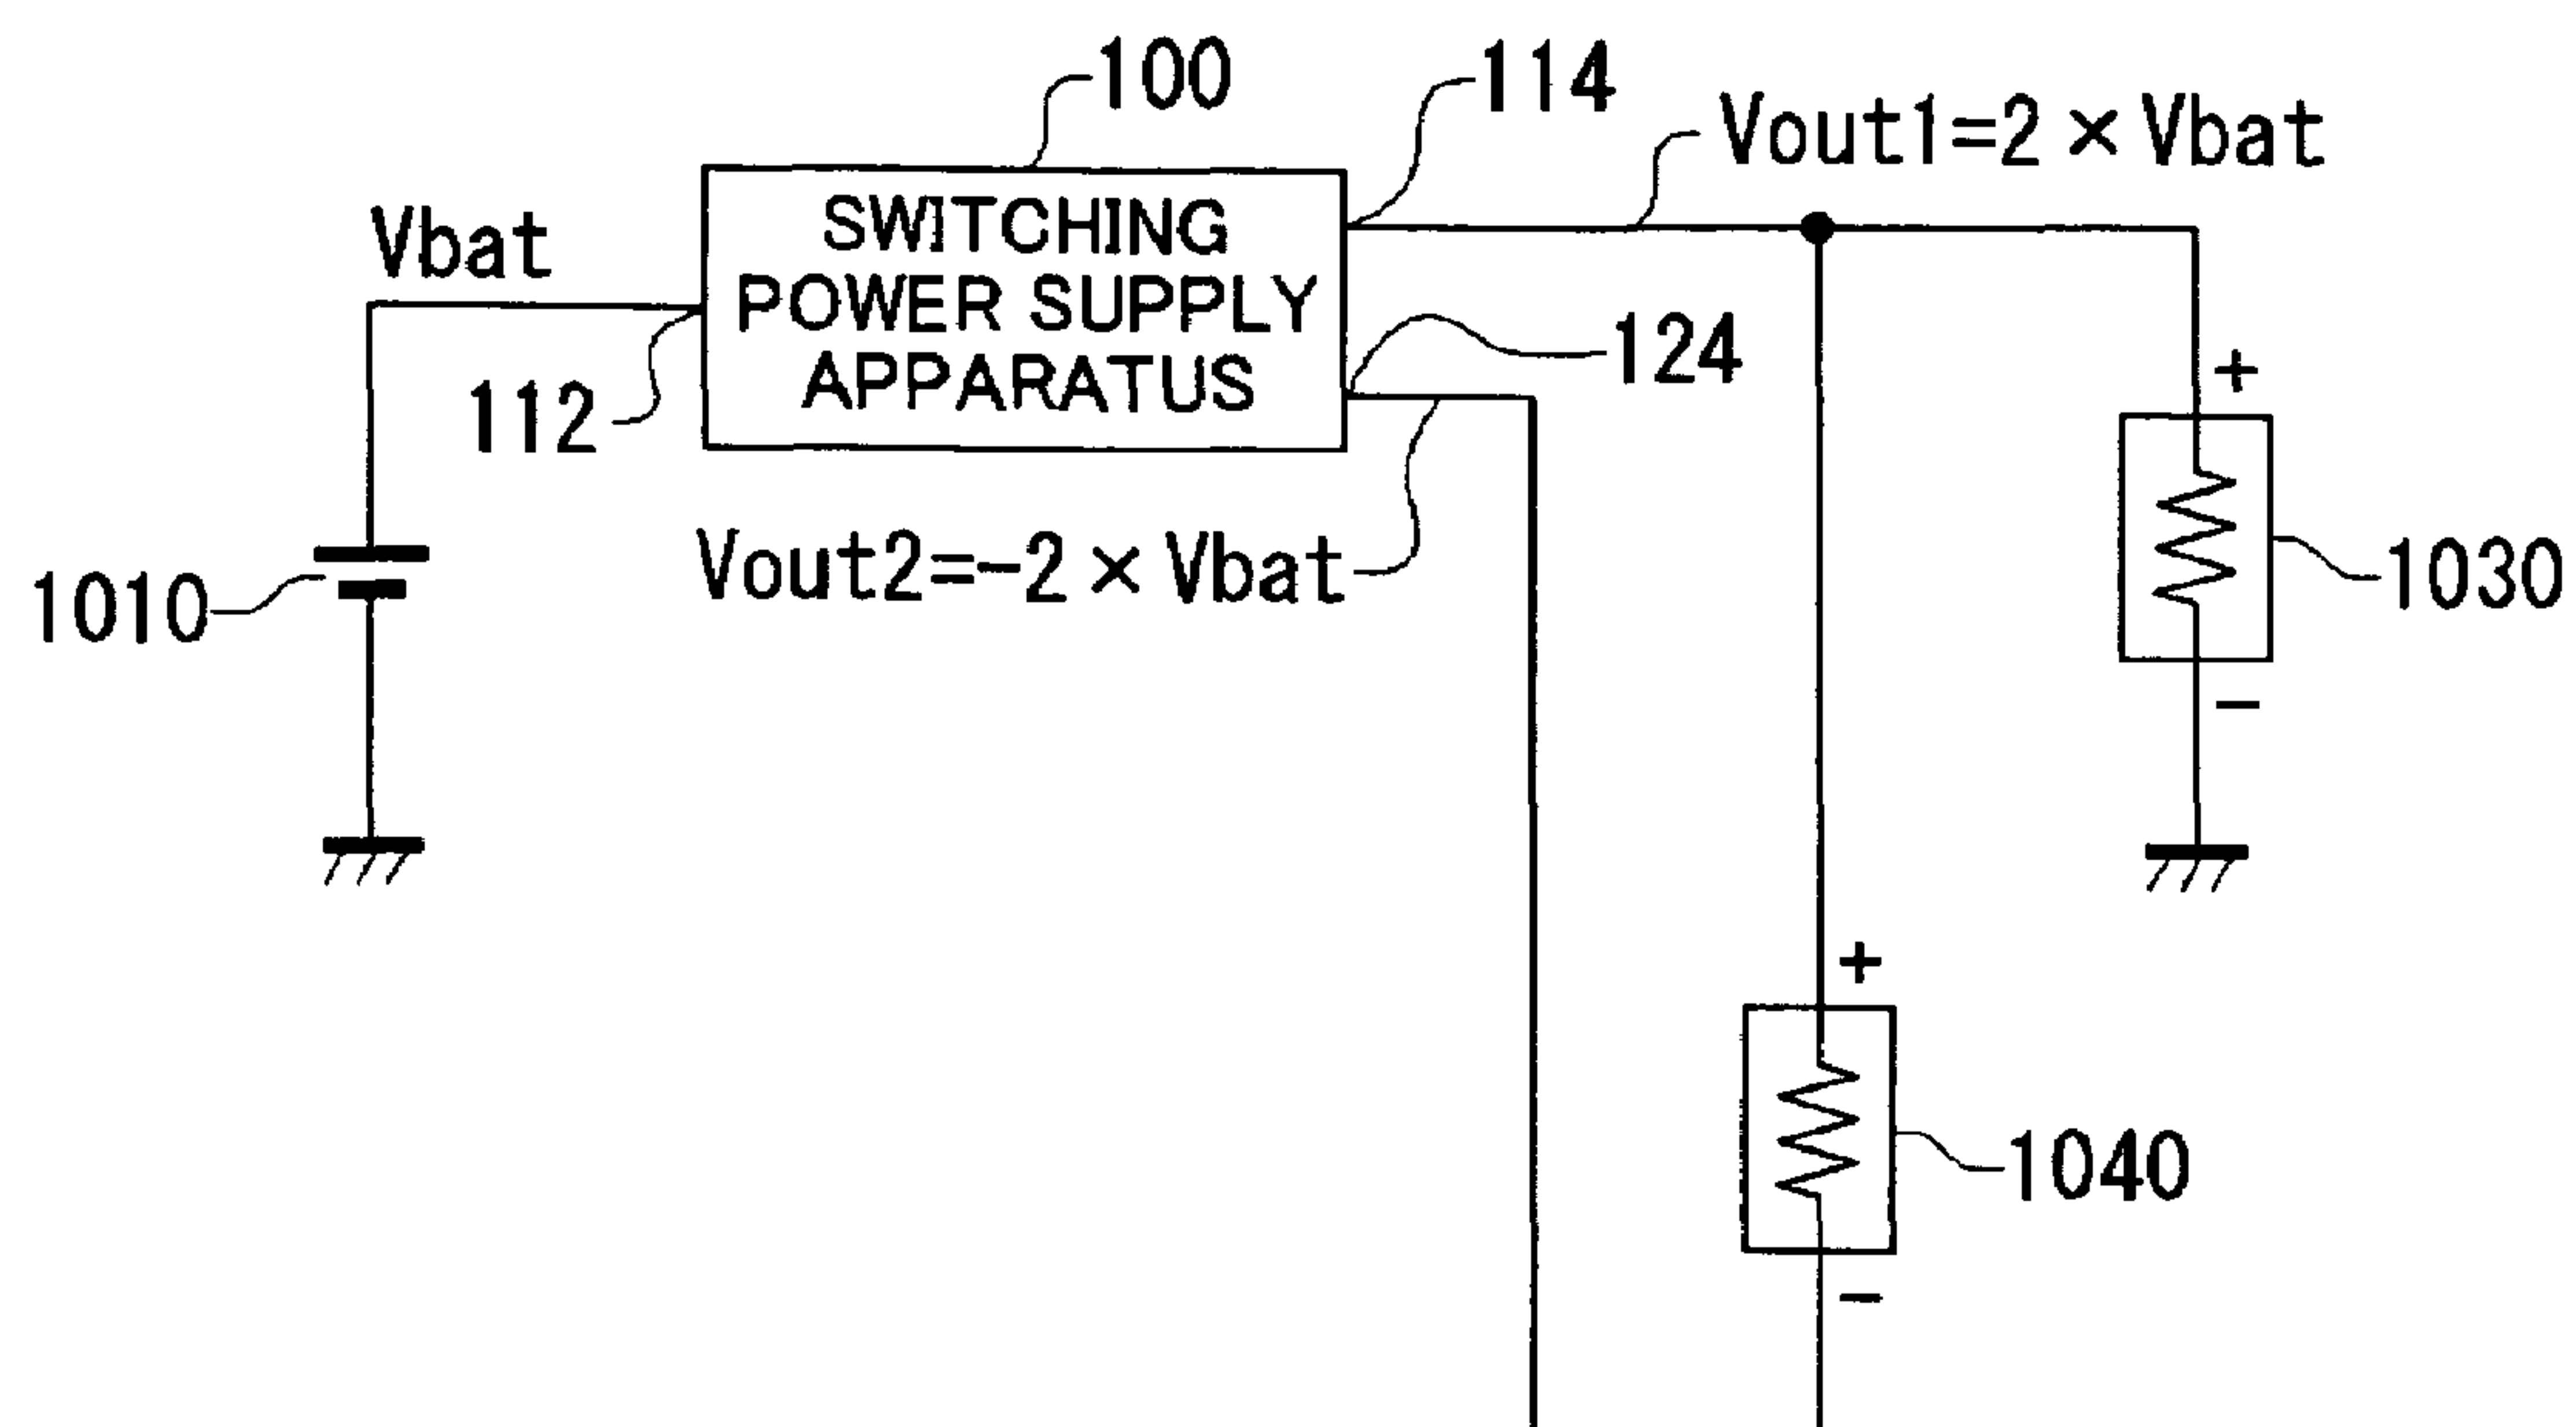 100
114
Vout1=2 × Vbat
Vbat
SWITCHING
POWER SUPPLY
APPARATUS
112
124
+
Vout2=-2 × Vbat
1010
1030
−
+
1040
−